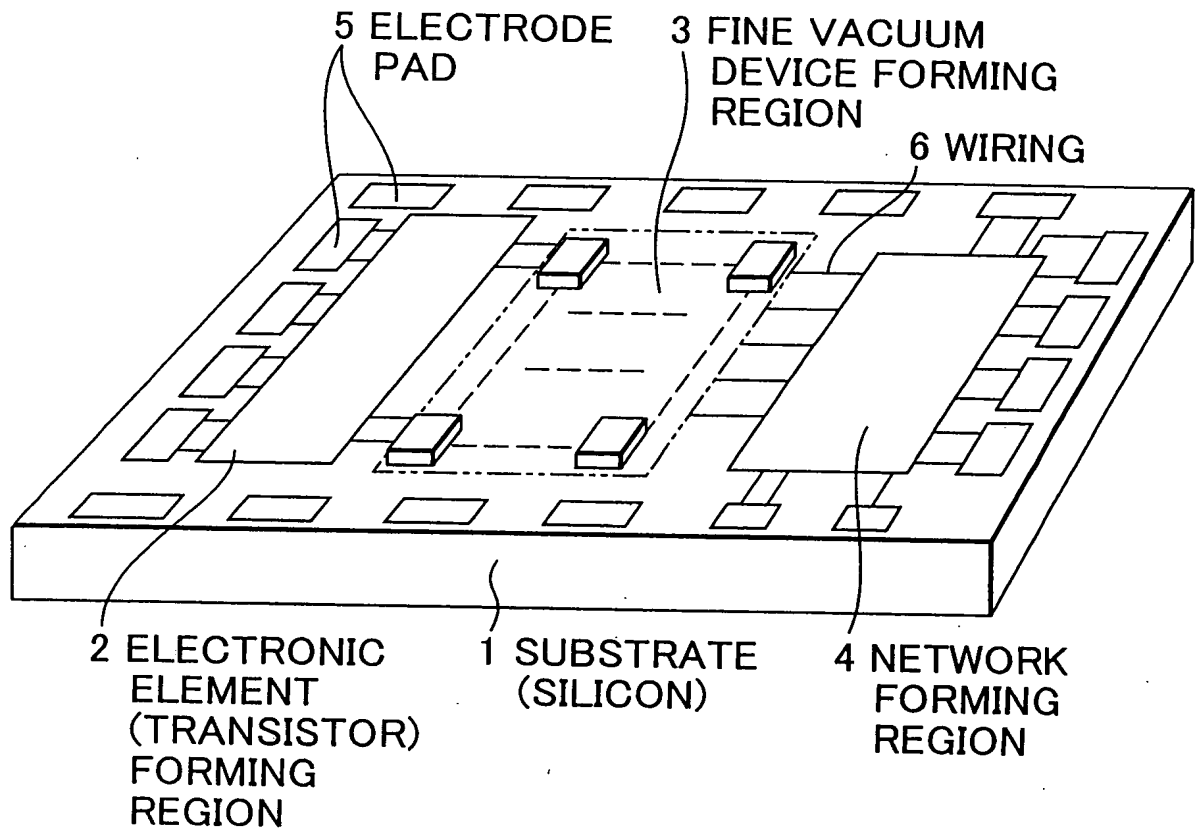 5 ELECTRODE
PAD
3 FINE VACUUM
DEVICE FORMING
REGION
6 WIRING
2 ELECTRONIC
ELEMENT
(TRANSISTOR)
FORMING
REGION
1 SUBSTRATE
(SILICON)
4 NETWORK
FORMING
REGION